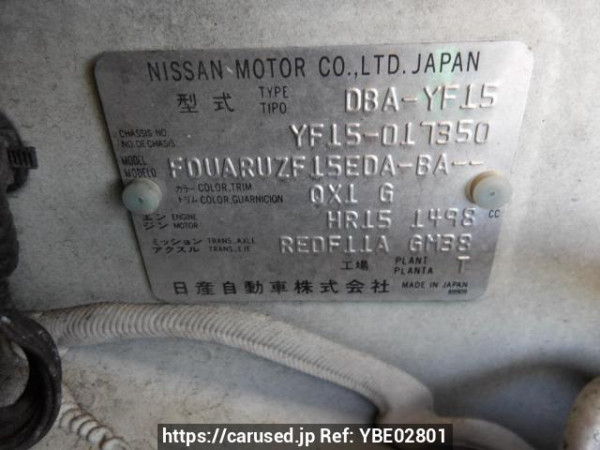 NISSAN MOTOR CO.,LTD. JAPAN
型式 TYPE TIPO DBA-YF15
CHASSIS NO. NO DE CHASIS. YF15-017350
MODEL MODELO FDUARUZF15EDA-BA--
カラー COLOR,TRIM トリム COLOR,GUARNICION QX1 G
エンジン ENGINE MOTOR HR15 1498 CC
ミッション TRANS.,AXLE アクスル TRANS.,EJE RE0F11A GM38
工場 PLANT PLANTA T
日産自動車株式会社 MADE IN JAPAN
https://carused.jp Ref: YBE02801